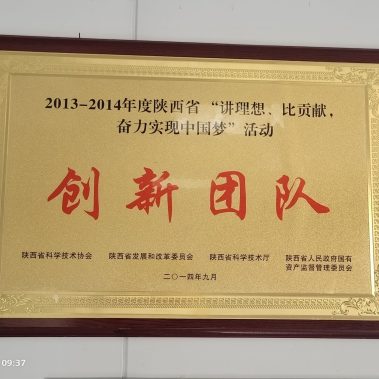 2013-2014年度陕西省“讲理想、比贡献，
奋力实现中国梦”活动
创新团队
陕西省科学技术协会 陕西省发展和改革委员会 陕西省科学技术厅 陕西省人民政府国有
资产监督管理委员会
二〇一四年九月
09:37